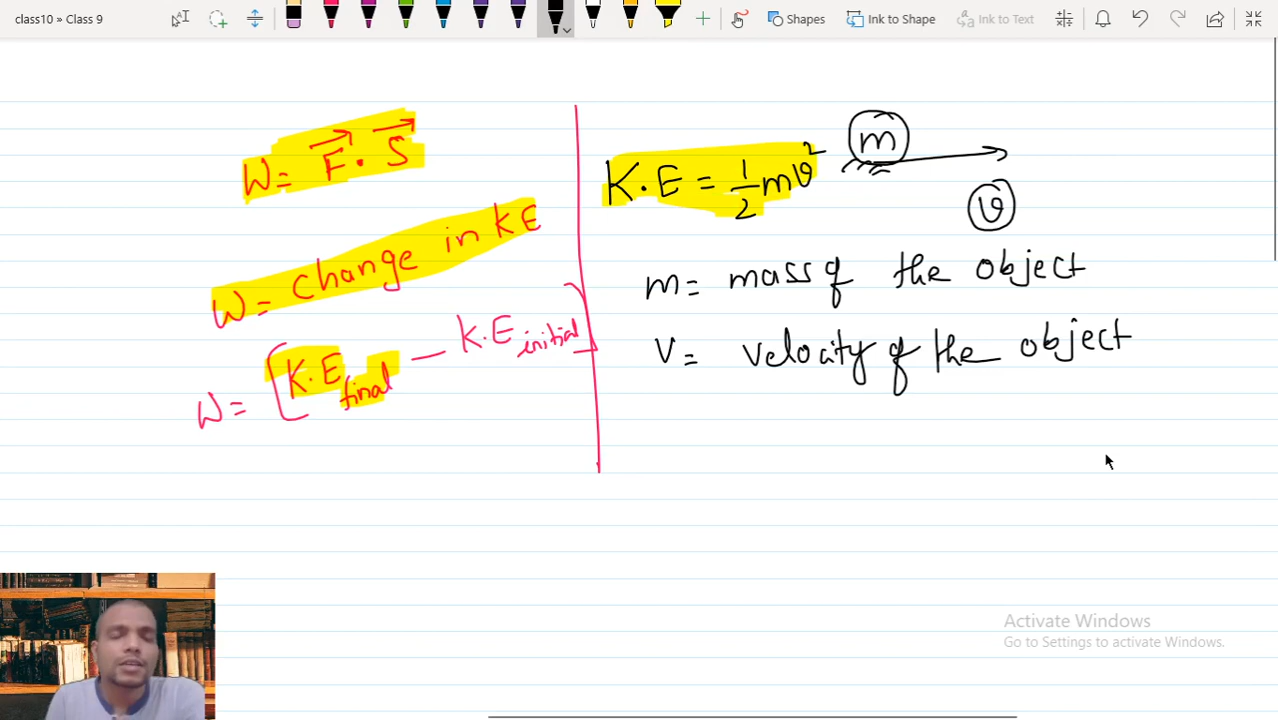 class10 » Class 9
Shapes
Ink to Shape
Ink to Text
W = F⃗ · S⃗
W = change in KE
W = [K.E final – K.E initial]
K.E = 1/2 mv²
m
v
m = mass of the object
V = velocity of the object
Activate Windows
Go to Settings to activate Windows.